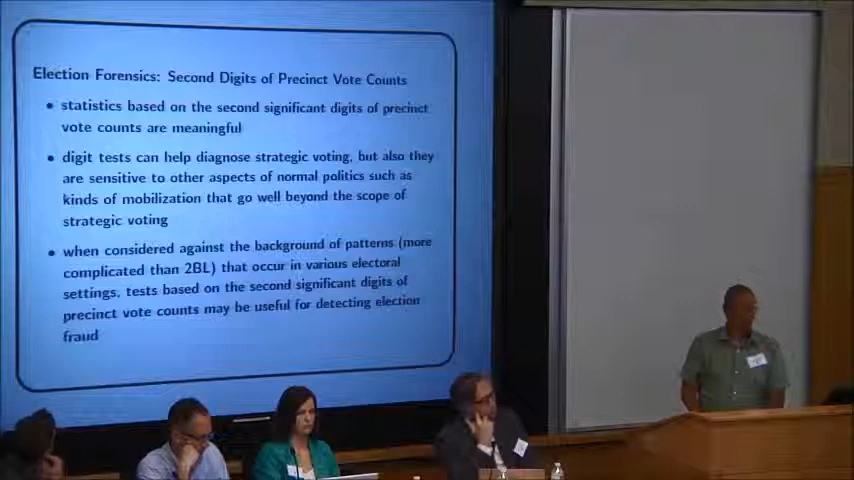 Election Forensics: Second Digits of Precinct Vote Counts
• statistics based on the second significant digits of precinct
vote counts are meaningful
• digit tests can help diagnose strategic voting, but also they
are sensitive to other aspects of normal politics such as
kinds of mobilization that go well beyond the scope of
strategic voting
• when considered against the background of patterns (more
complicated than 2BL) that occur in various electoral
settings, tests based on the second significant digits of
precinct vote counts may be useful for detecting election
fraud